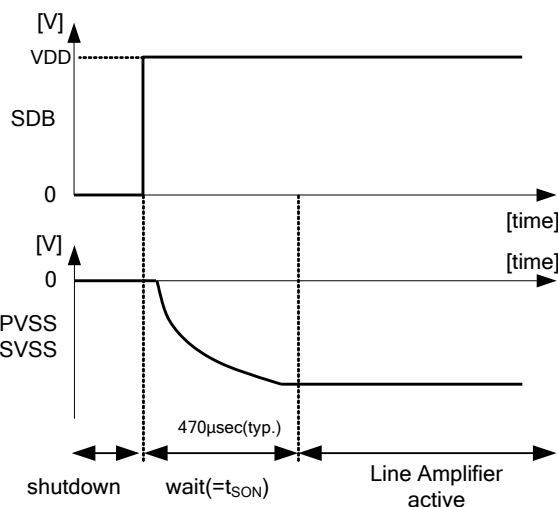 [V]
VDD
SDB
0
[time]
[V]
[time]
0
PVSS
SVSS
470μsec(typ.)
shutdown
wait(=tSON)
Line Amplifier
active